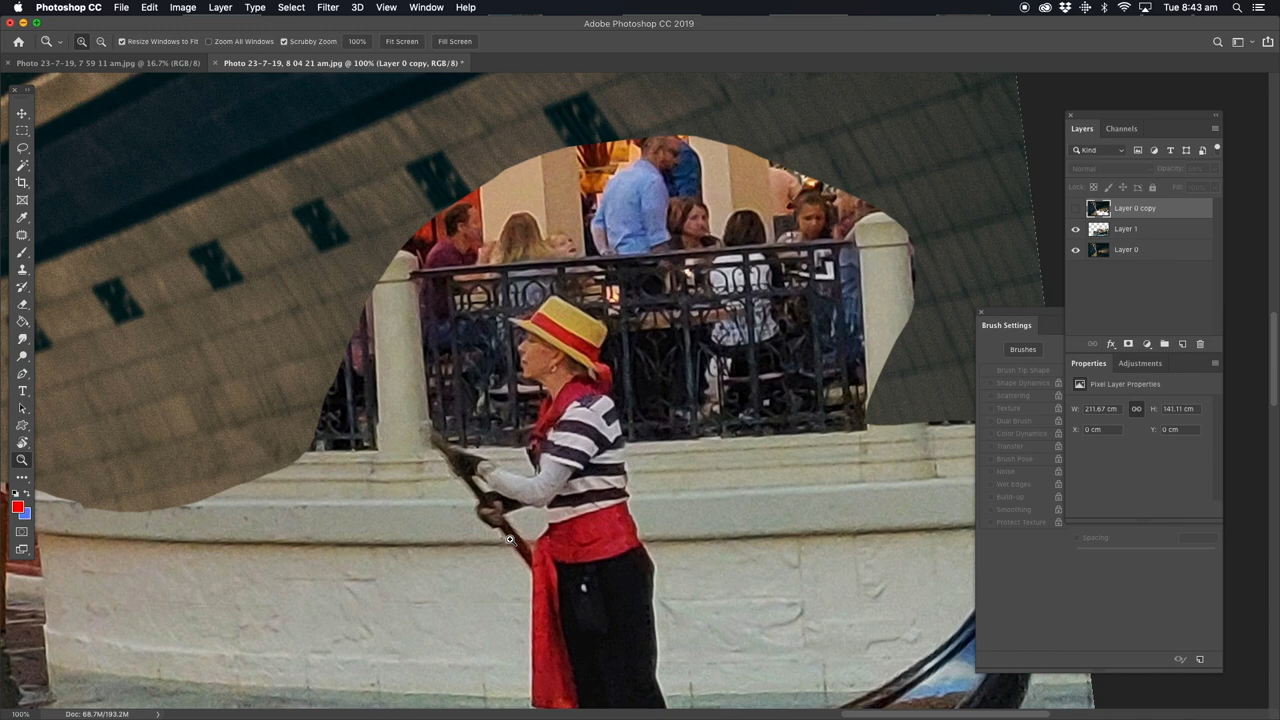 Photoshop CC File Edit Image Layer Type Select Filter 3D View Window Help Tue 8:43 am
Adobe Photoshop CC 2019
Resize Windows to Fit Zoom All Windows Scrubby Zoom 100% Fit Screen Fill Screen
Photo 23-7-19, 7 59 11 am.jpg @ 16.7% (RGB/8) Photo 23-7-19, 8 04 21 am.jpg @ 100% (Layer 0 copy, RGB/8) *
Layers Channels
Kind
Normal Opacity:
Lock: Fill:
Layer 0 copy
Layer 1
Layer 0
fx
Brush Settings
Brushes
Brush Tip Shape
Shape Dynamics
Scattering
Texture
Dual Brush
Color Dynamics
Transfer
Brush Pose
Noise
Wet Edges
Build-up
Smoothing
Protect Texture
Properties Adjustments
Pixel Layer Properties
W: 211.67 cm H: 141.11 cm
X: 0 cm Y: 0 cm
Spacing
100% Doc: 68.7M/193.2M